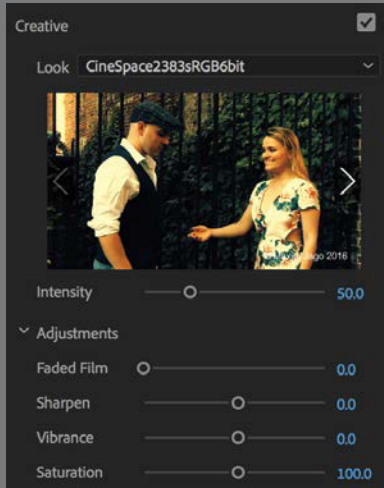 Creative
Look CineSpace2383sRGB6bit
2016
Intensity 50.0
Adjustments
Faded Film 0.0
Sharpen 0.0
Vibrance 0.0
Saturation 100.0